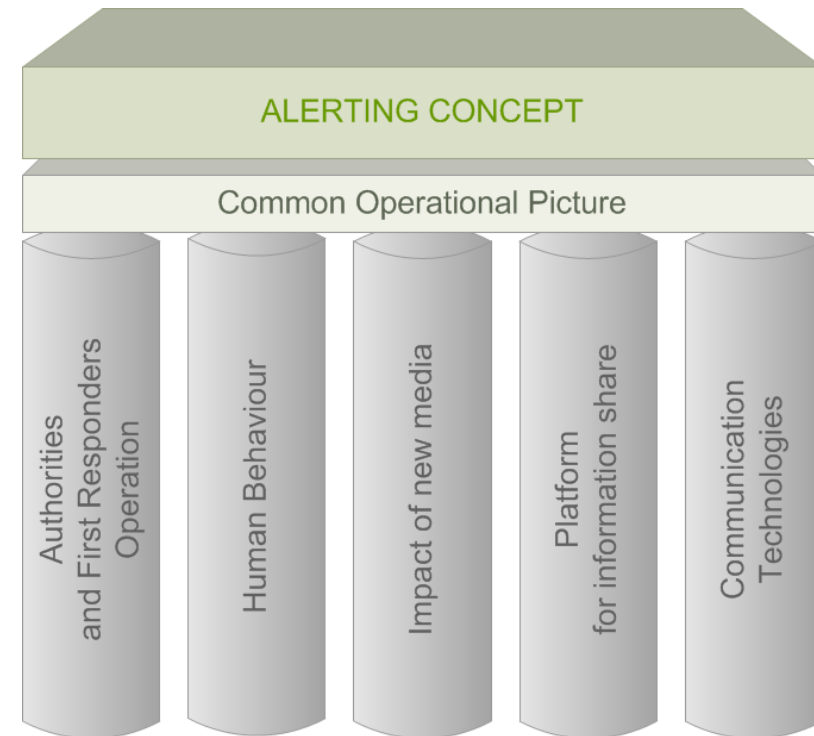 ALERTING CONCEPT
Common Operational Picture
Authorities
and First Responders
Operation
Human Behaviour
Impact of new media
Platform
for information share
Communication
Technologies